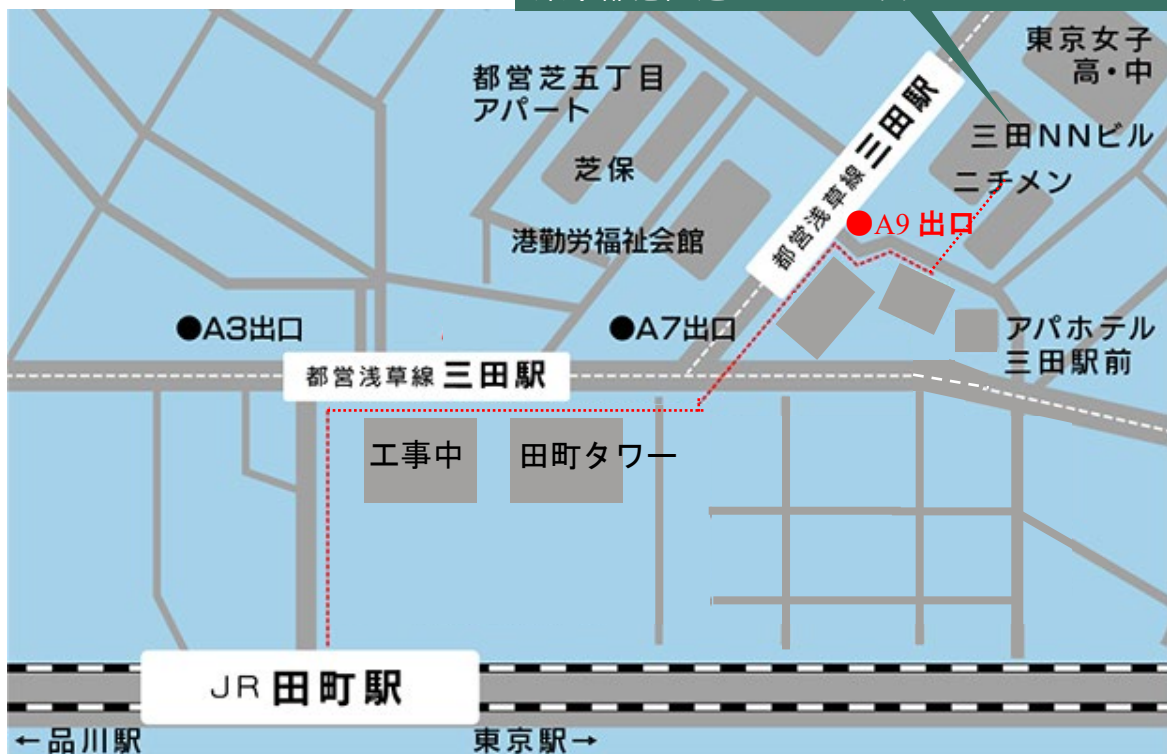 東京女子
高・中
都営芝五丁目
アパート
三田NNビル
芝保
ニチメン
都営浅草線 三田駅
●A9 出口
港勤労福祉会館
●A3出口
●A7出口
アパホテル
三田駅前
都営浅草線 三田駅
工事中
田町タワー
JR 田町駅
←品川駅
東京駅→